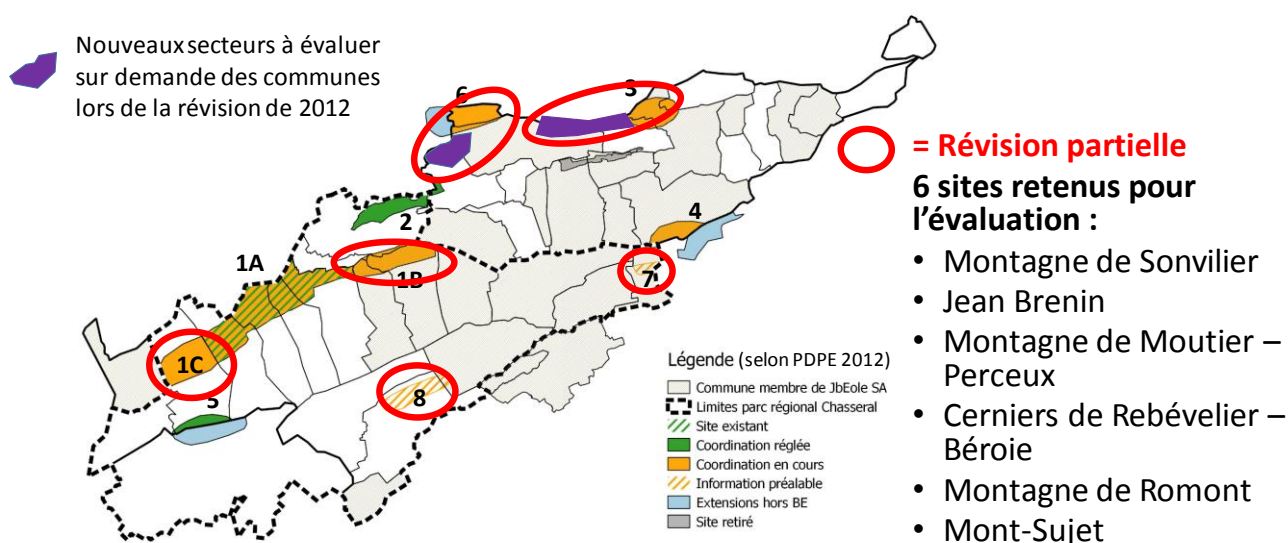 Nouveaux secteurs à évaluer
sur demande des communes
lors de la révision de 2012
6
3
= Révision partielle
6 sites retenus pour
l'évaluation :
• Montagne de Sonvilier
• Jean Brenin
• Montagne de Moutier –
Perceux
• Cerniers de Rebévelier –
Béroie
• Montagne de Romont
• Mont-Sujet
2
4
1A
1B
7
1C
8
5
Légende (selon PDPE 2012)
Commune membre de JbEole SA
Limites parc régional Chasseral
Site existant
Coordination réglée
Coordination en cours
Information préalable
Extensions hors BE
Site retiré